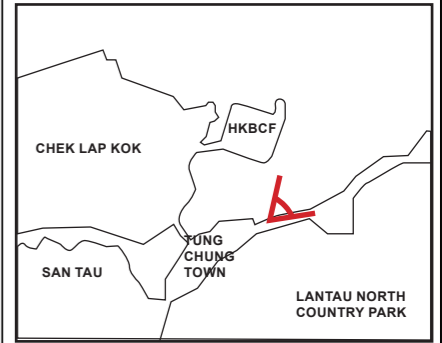 HKBCF
CHEK LAP KOK
TUNG
CHUNG
TOWN
SAN TAU
LANTAU NORTH
COUNTRY PARK